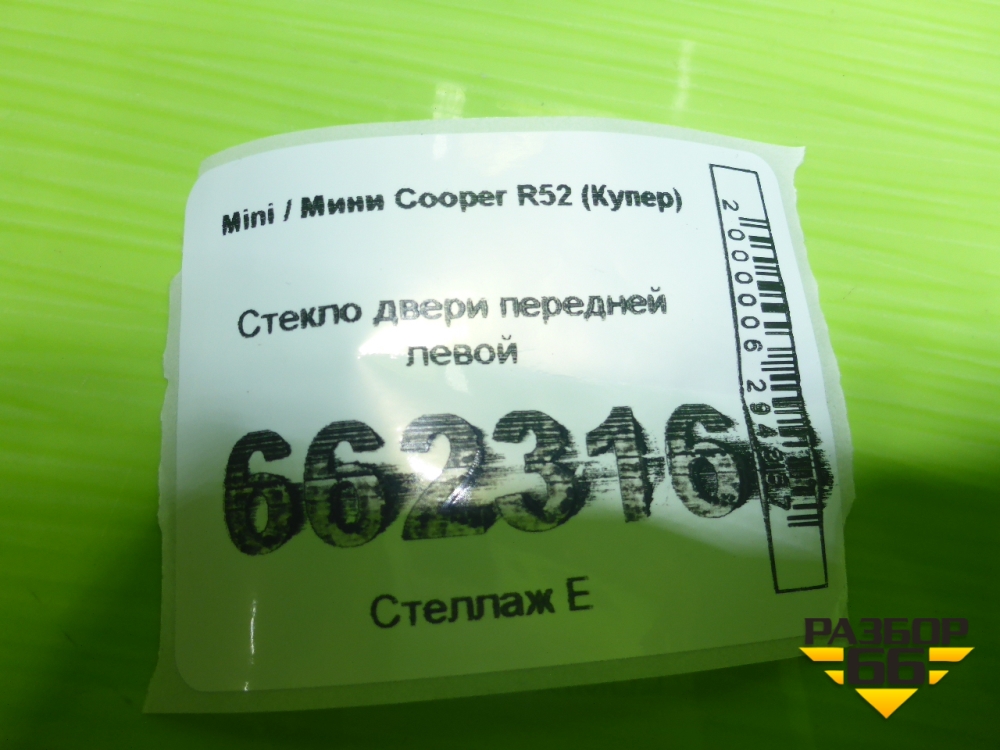 Mini / Мини Cooper R52 (Купер)
Стекло двери передней
левой
662316
Стеллаж Е
РАЗБОР
66